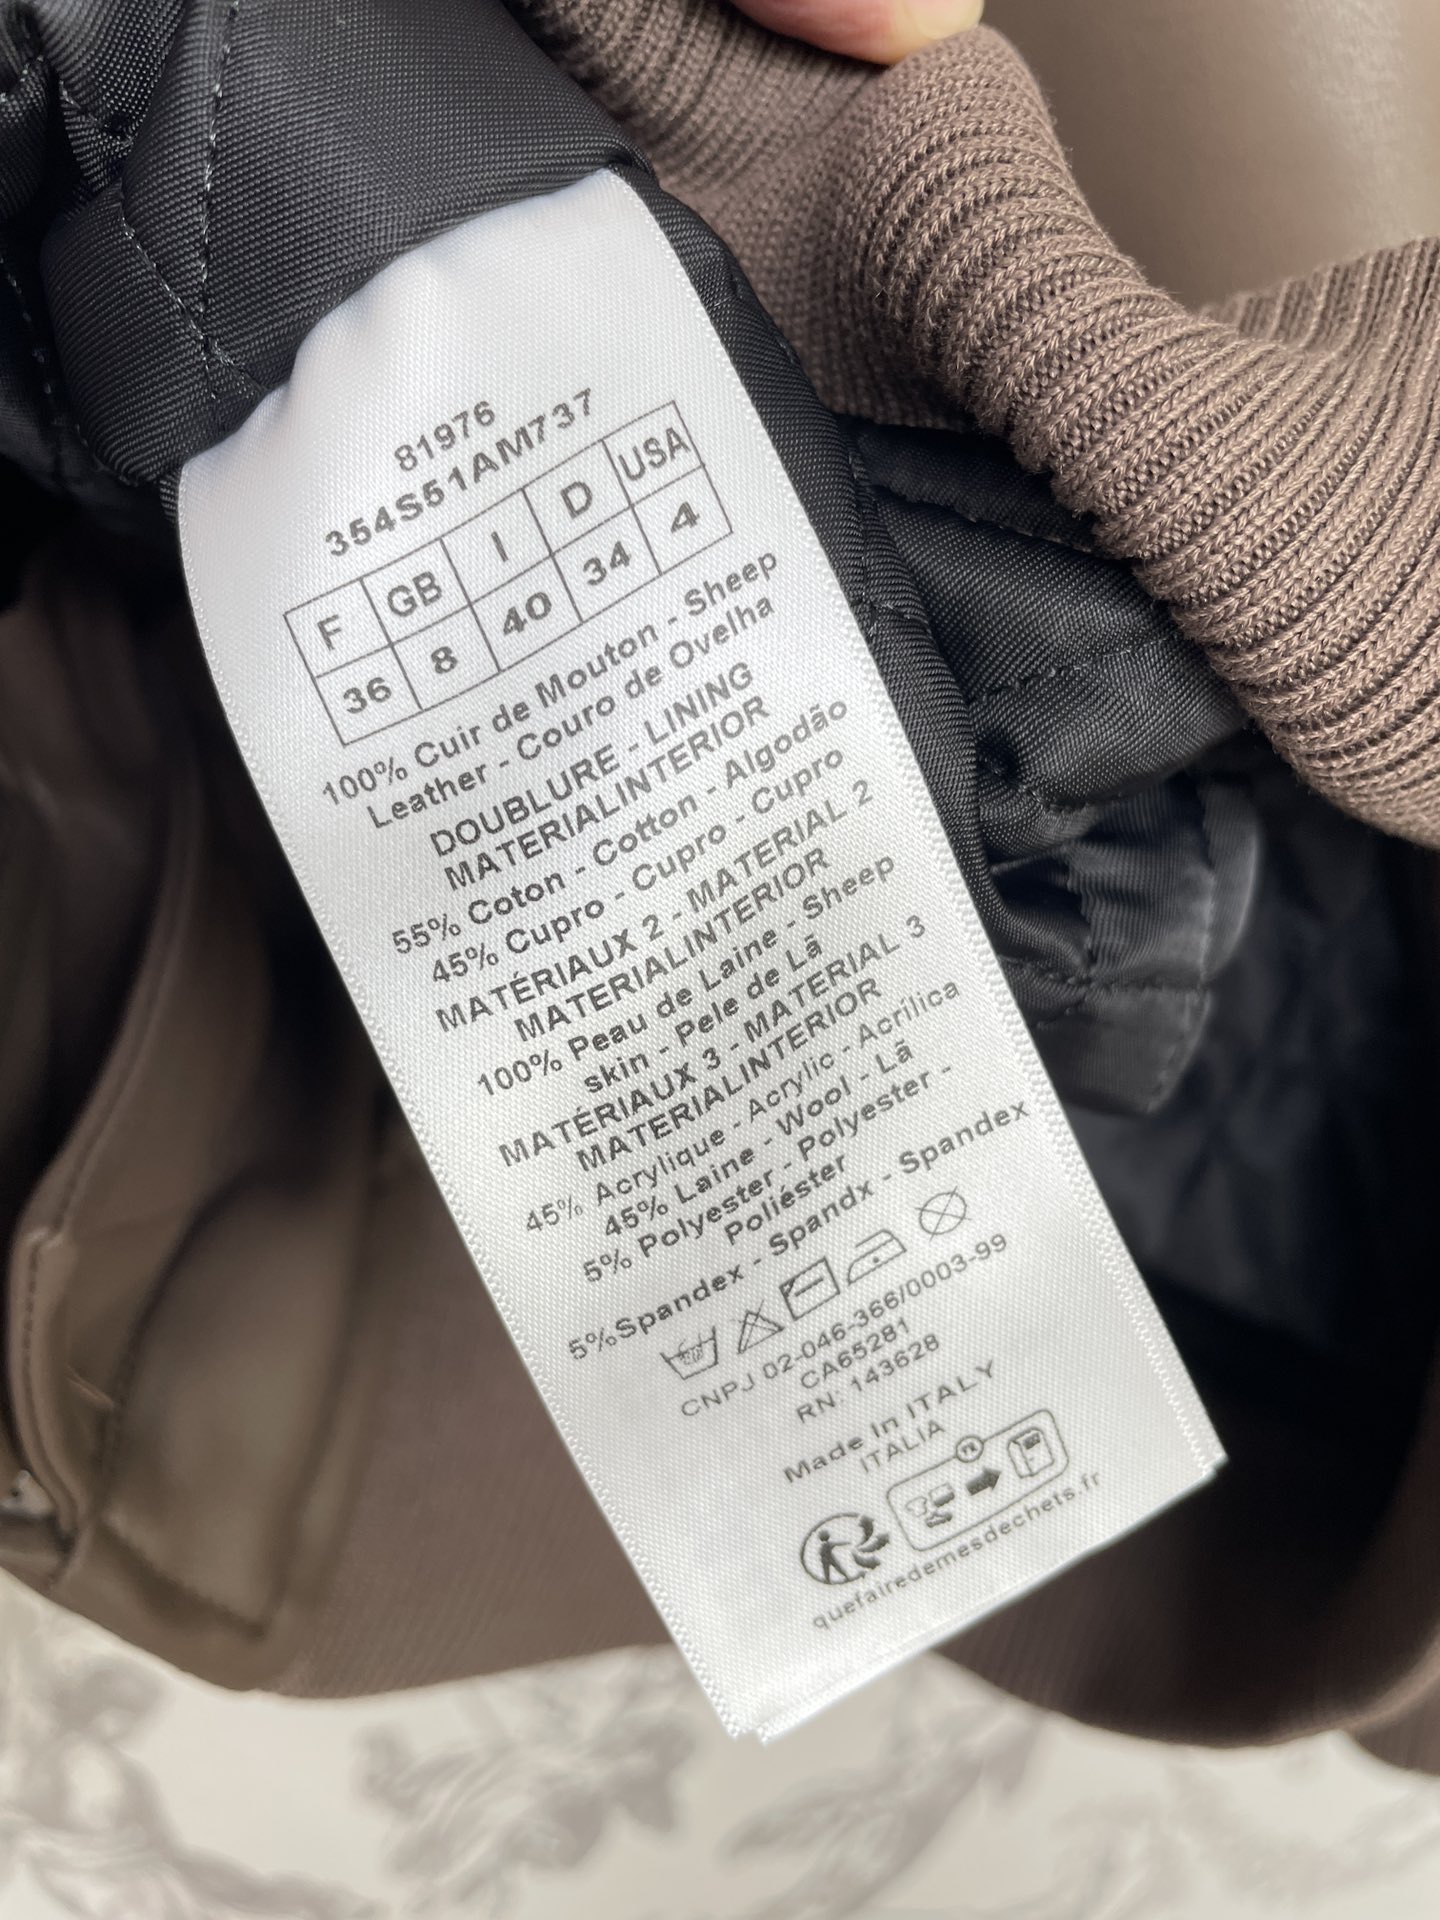 81976
354S51AM737
F GB I D USA
36 8 40 34 4
100% Cuir de Mouton - Sheep
Leather - Couro de Ovelha
DOUBLURE - LINING
MATERIALINTERIOR
55% Coton - Cotton - Algodão
45% Cupro - Cupro - Cupro
MATÉRIAUX 2 - MATERIAL 2
MATERIALINTERIOR
100% Peau de Laine - Sheep
skin - Pele de Lã
MATÉRIAUX 3 - MATERIAL 3
MATERIALINTERIOR
45% Acrylique - Acrylic - Acrílica
45% Laine - Wool - Lã
5% Polyester - Polyester -
Poliéster
5%Spandex - Spandx - Spandex
CNPJ 02-046-366/0003-99
CA65281
RN: 143628
Made In ITALY
ITALIA
FR
quefairedemesdechets.fr